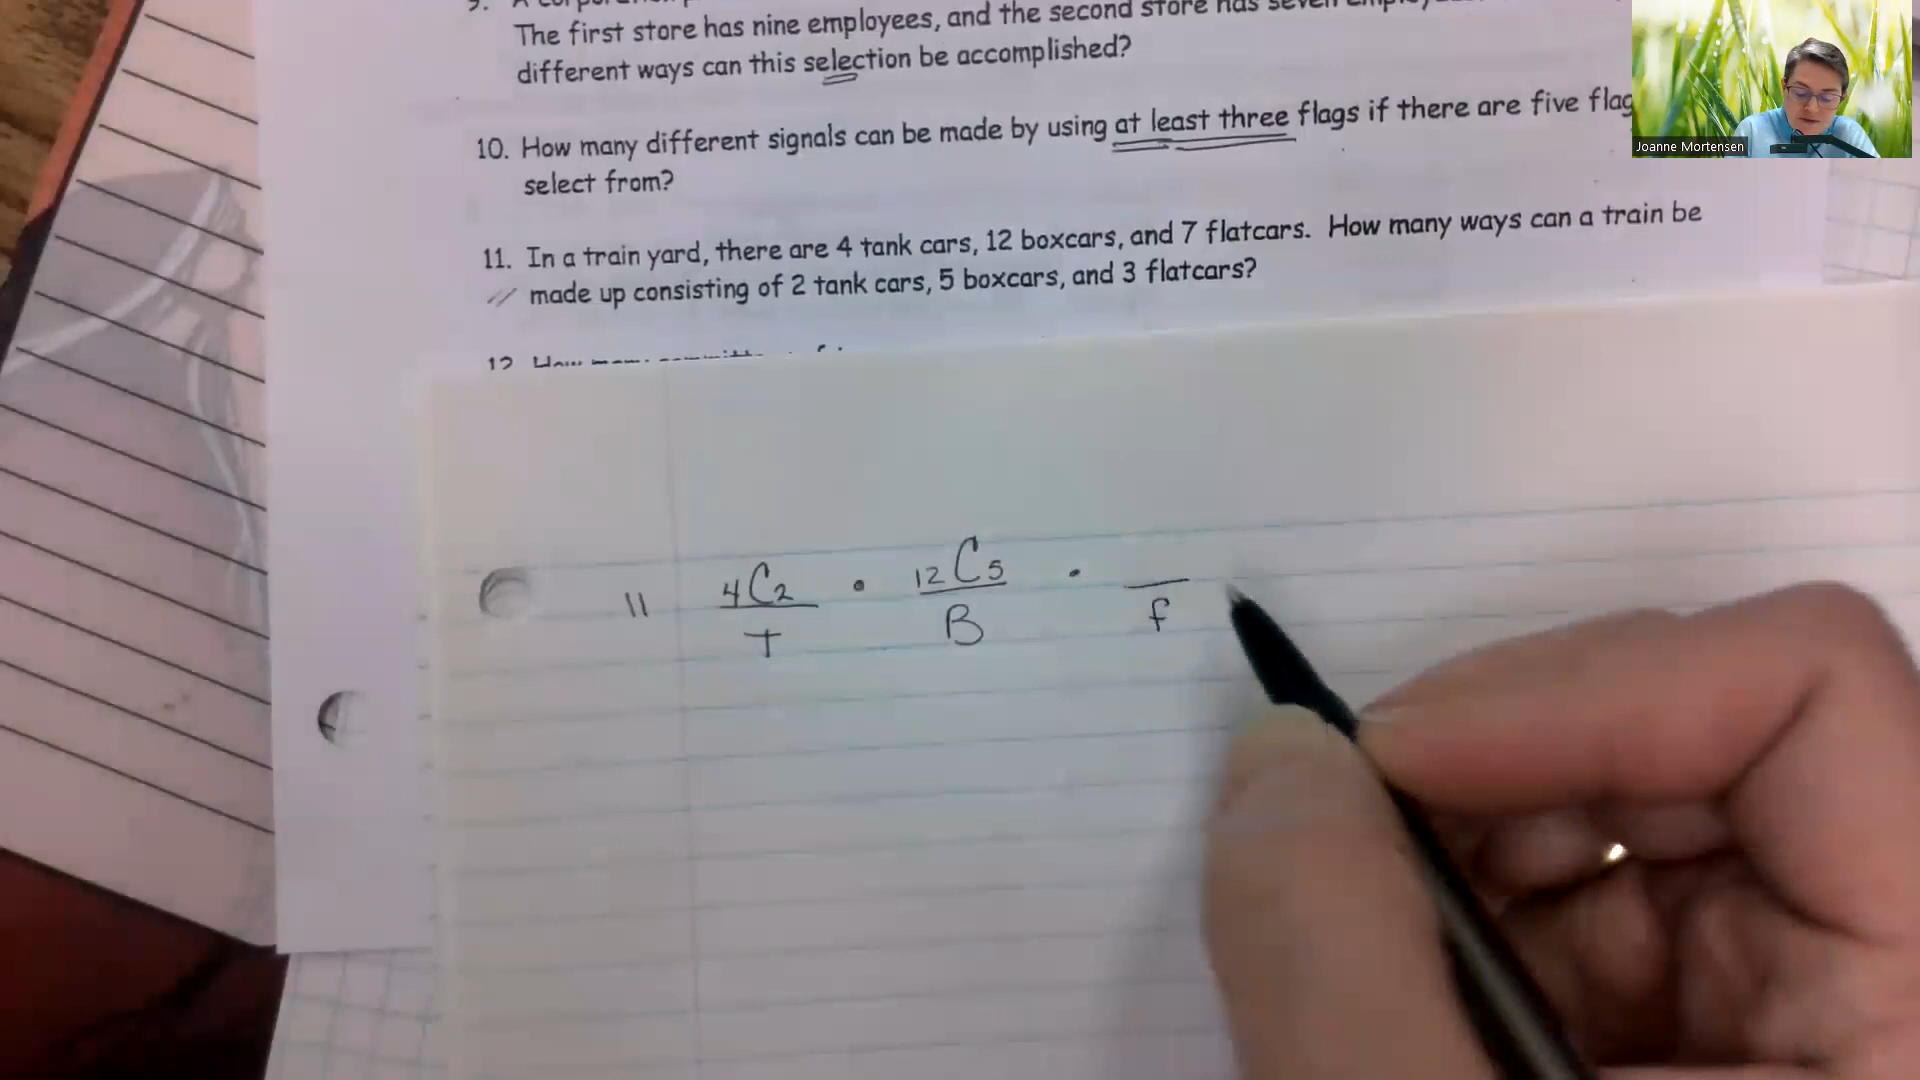 The first store has nine employees, and the second store has seven
different ways can this selection be accomplished?
10. How many different signals can be made by using at least three flags if there are five flag
select from?
11. In a train yard, there are 4 tank cars, 12 boxcars, and 7 flatcars. How many ways can a train be
made up consisting of 2 tank cars, 5 boxcars, and 3 flatcars?
Joanne Mortensen
11 4C2 • 12C5 •
T B f